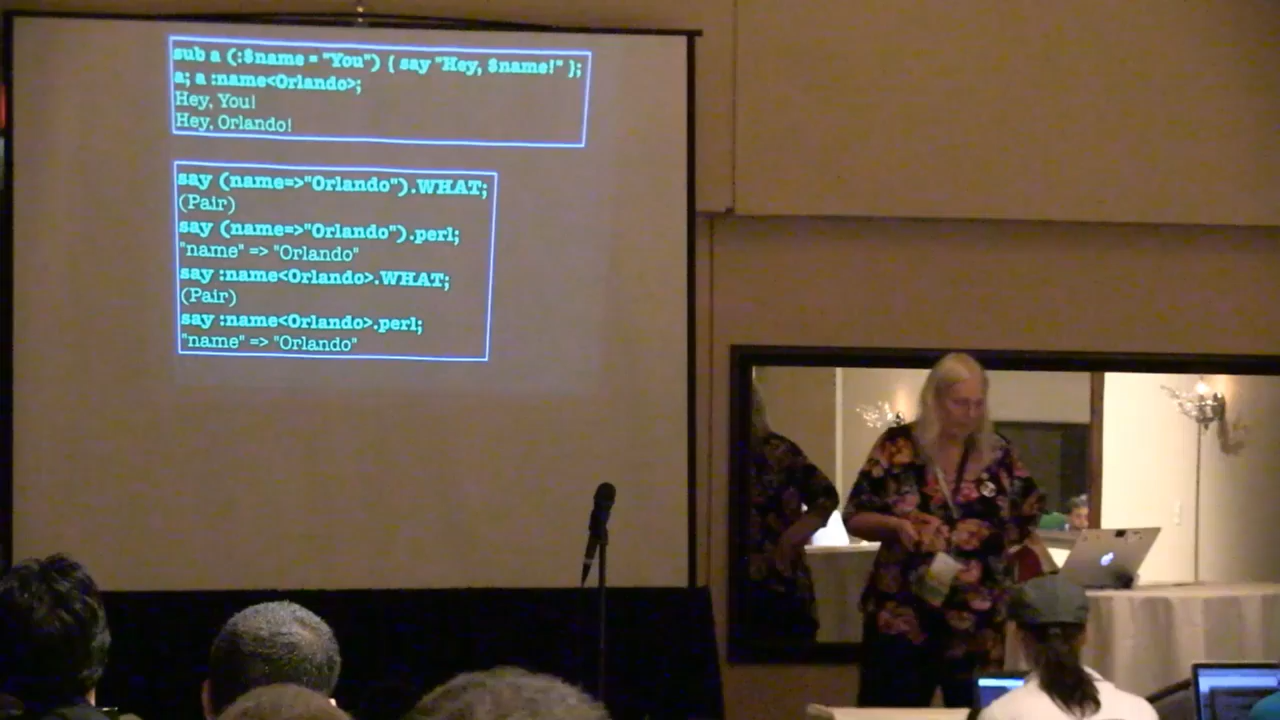 sub a (:$name = "You") { say "Hey, $name!" };
a; a :name<Orlando>;
Hey, You!
Hey, Orlando!
say (name=>"Orlando").WHAT;
(Pair)
say (name=>"Orlando").perl;
"name" => "Orlando"
say :name<Orlando>.WHAT;
(Pair)
say :name<Orlando>.perl;
"name" => "Orlando"